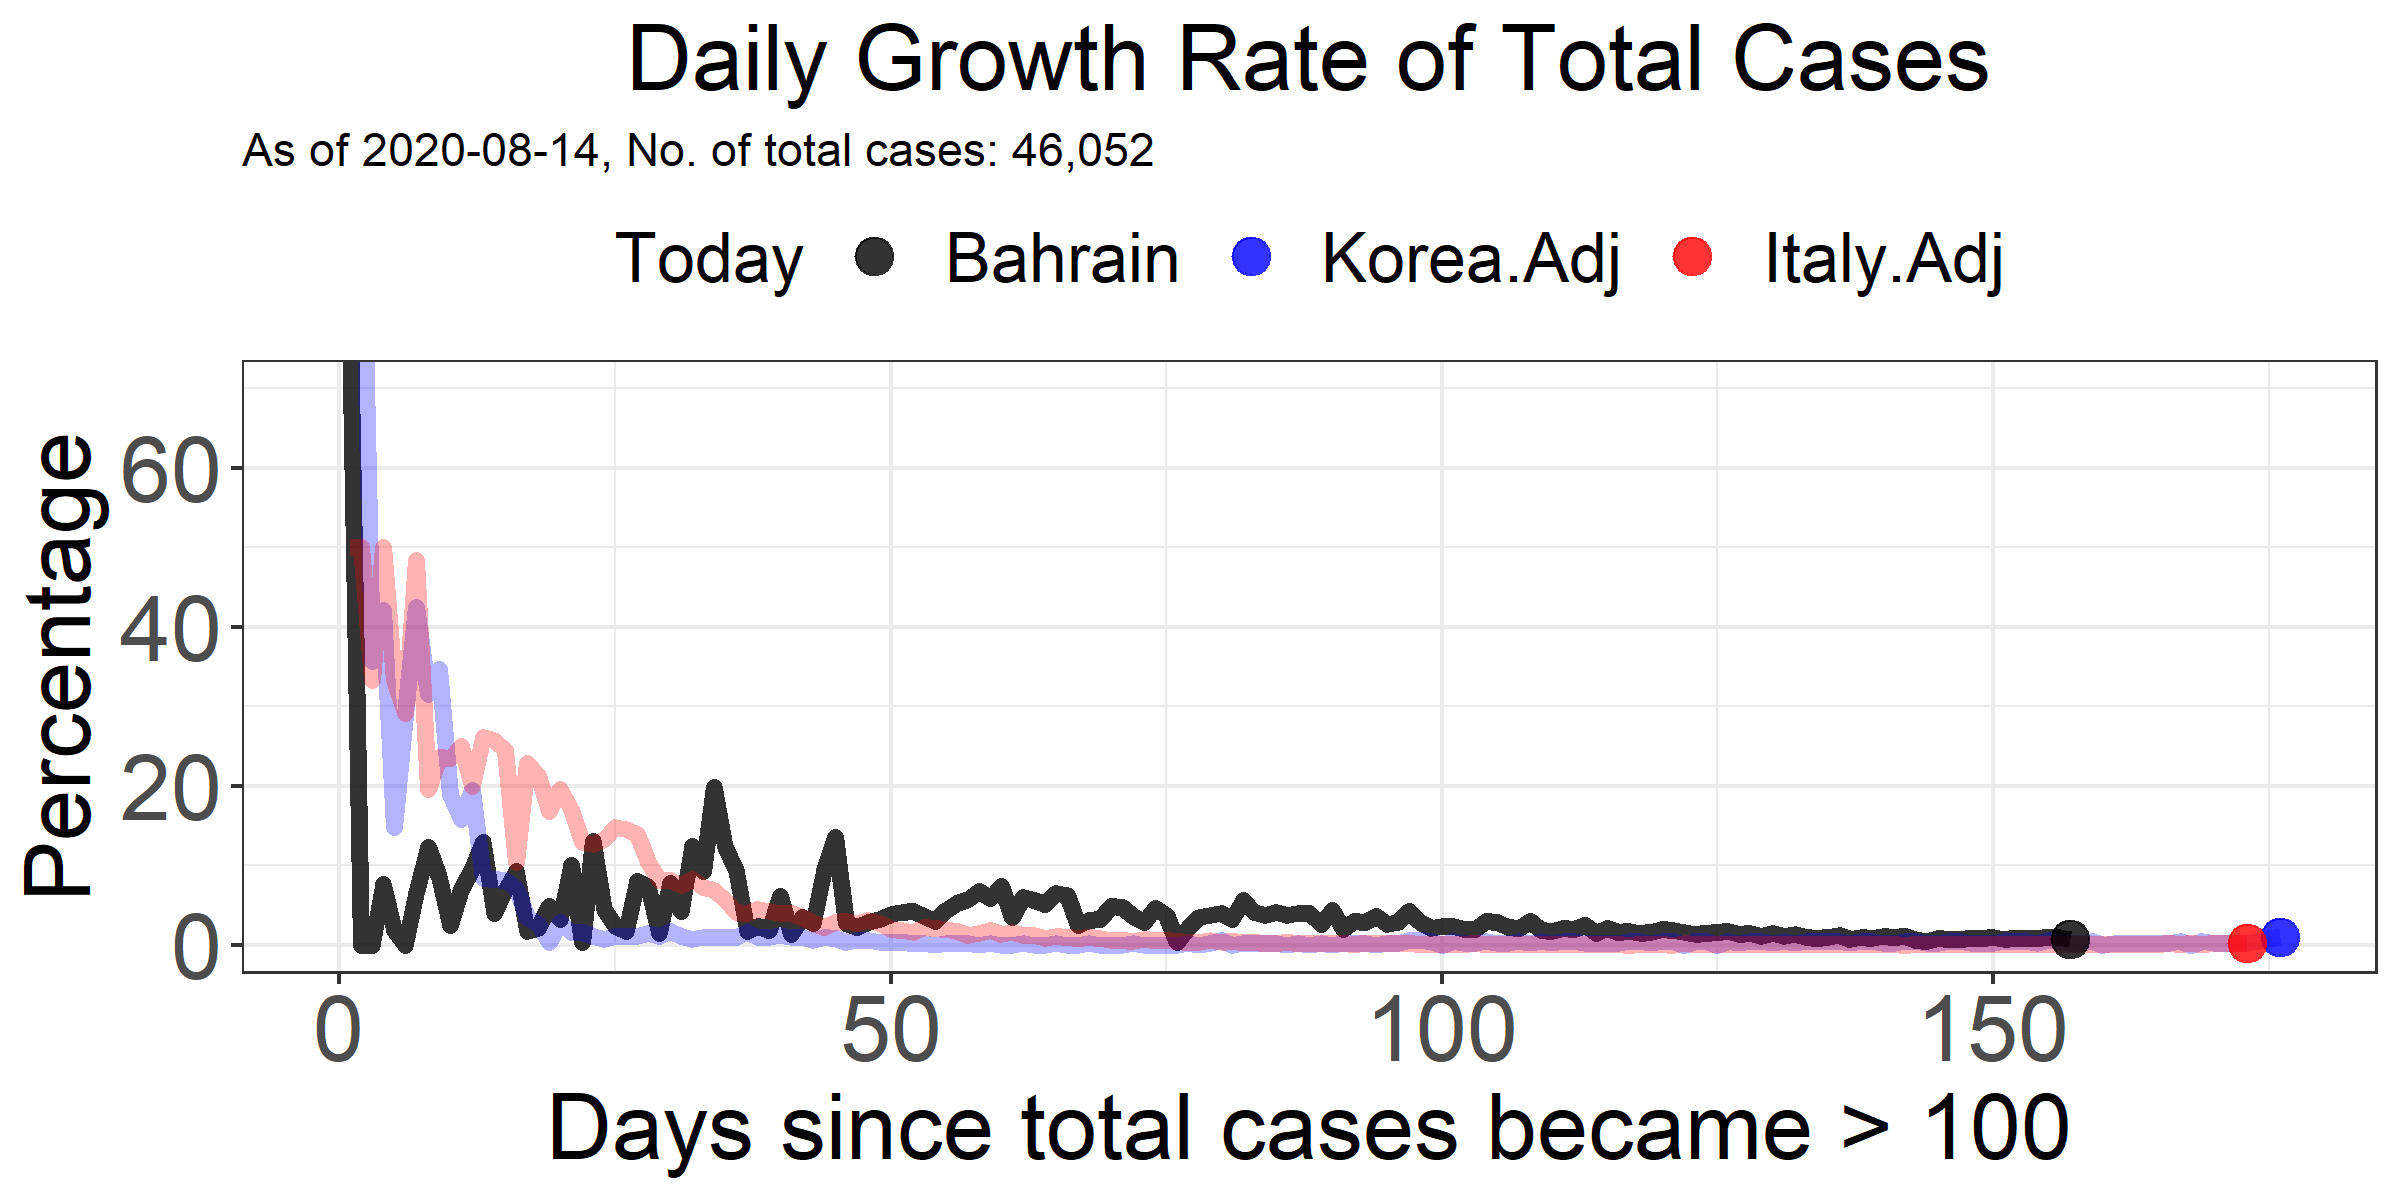 Daily Growth Rate of Total Cases
As of 2020-08-14, No. of total cases: 46,052
Today Bahrain Korea.Adj Italy.Adj
Percentage
60
40
20
0
0 50 100 150
Days since total cases became > 100